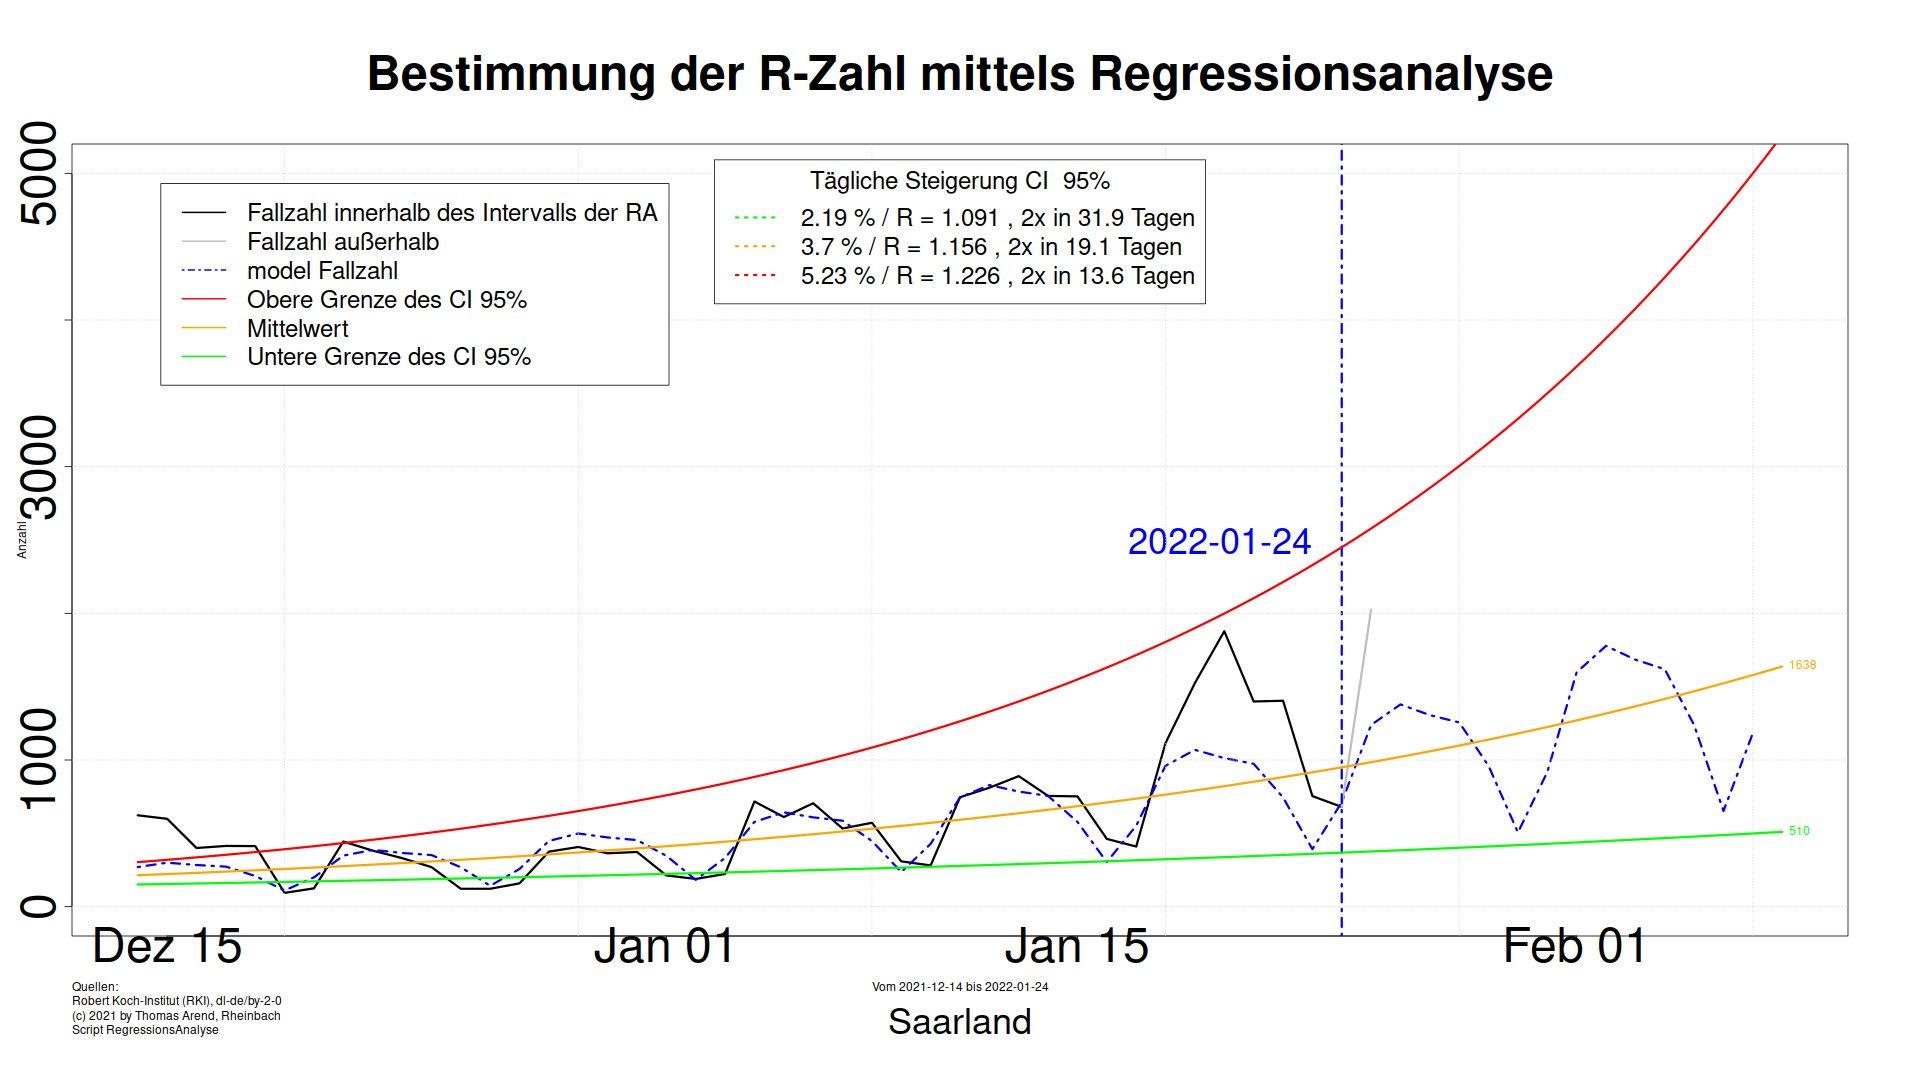 Bestimmung der R-Zahl mittels Regressionsanalyse
Fallzahl innerhalb des Intervalls der RA
Fallzahl außerhalb
model Fallzahl
Obere Grenze des CI 95%
Mittelwert
Untere Grenze des CI 95%
Tägliche Steigerung CI  95%
2.19 % / R = 1.091 , 2x in 31.9 Tagen
3.7 % / R = 1.156 , 2x in 19.1 Tagen
5.23 % / R = 1.226 , 2x in 13.6 Tagen
5000
3000
1000
0
Anzahl
2022-01-24
1638
510
Dez 15
Jan 01
Jan 15
Feb 01
Quellen:
Robert Koch-Institut (RKI), dl-de/by-2-0
(c) 2021 by Thomas Arend, Rheinbach
Script RegressionsAnalyse
Vom 2021-12-14 bis 2022-01-24
Saarland